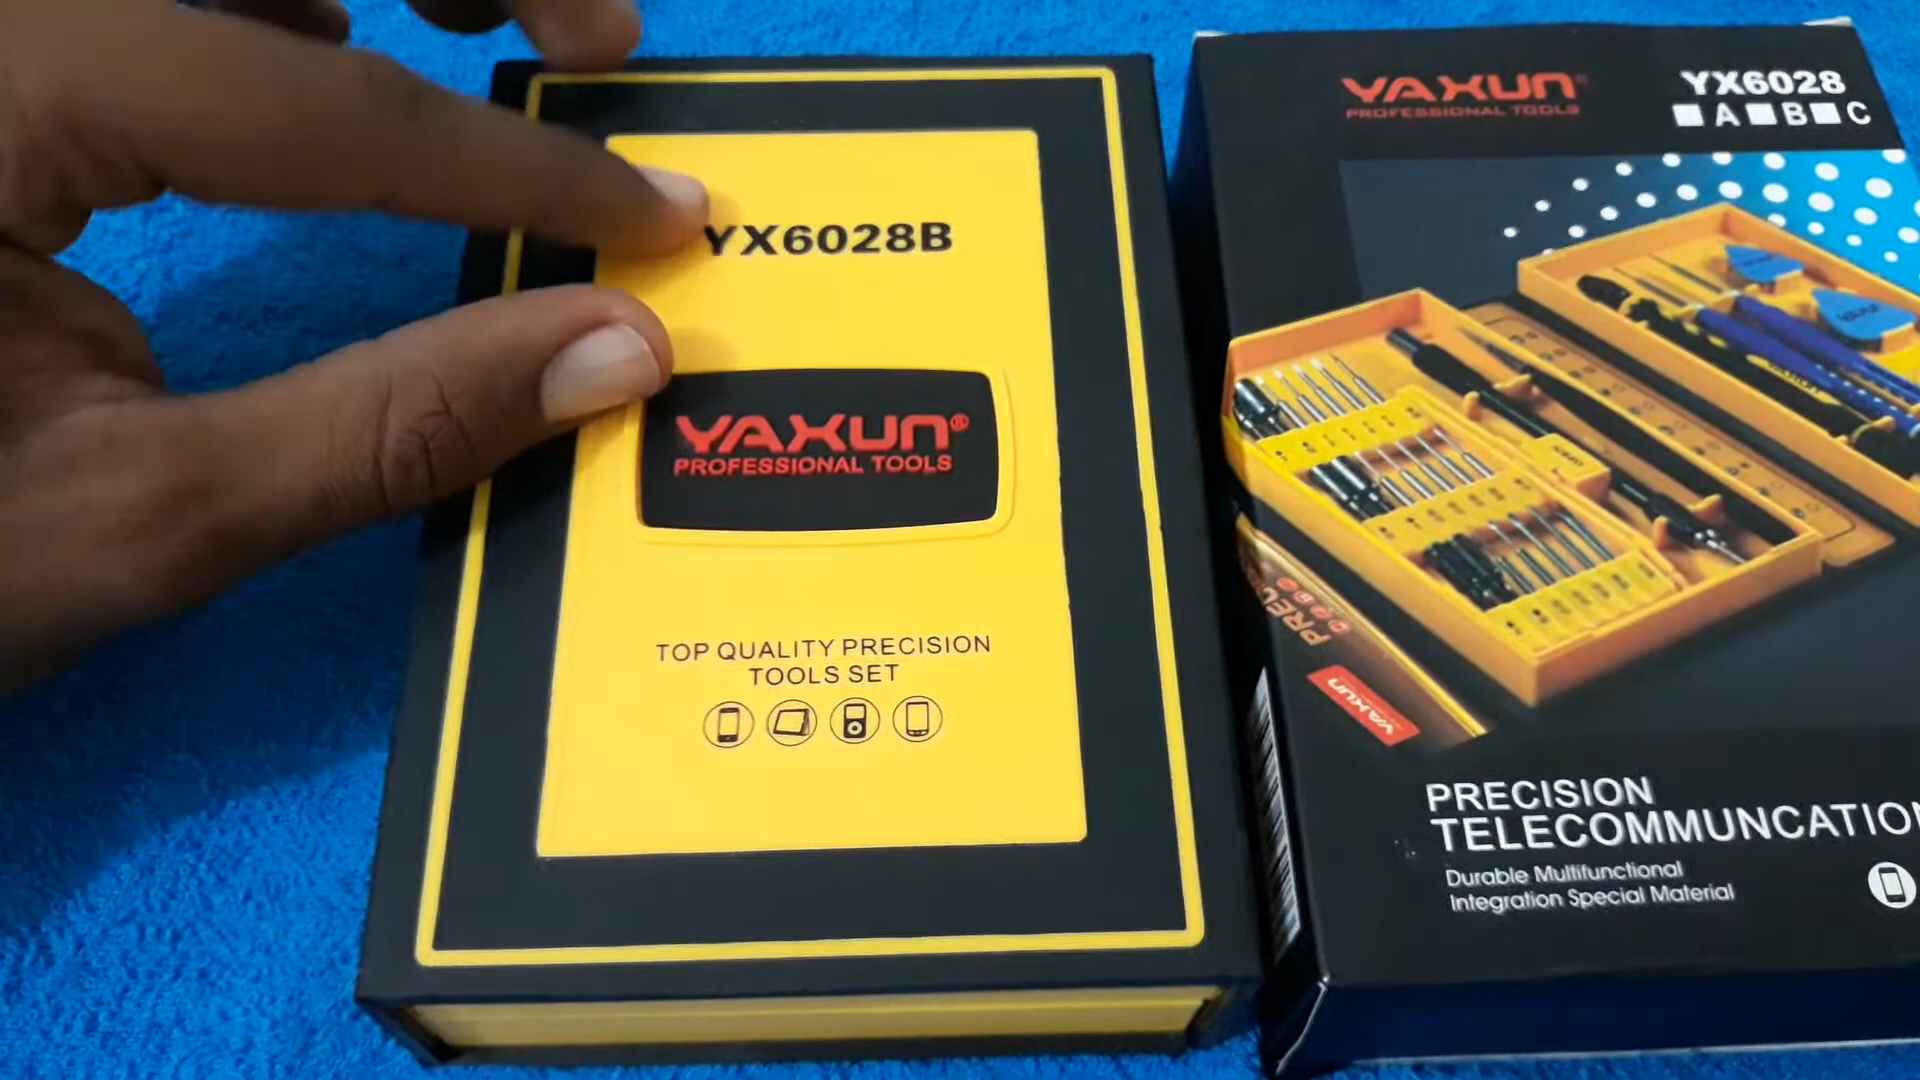 YX6028B
YAXUN®
PROFESSIONAL TOOLS
TOP QUALITY PRECISION
TOOLS SET
YAXUN®
PROFESSIONAL TOOLS
YX6028
A B C
YAXUN
PRECISION
TELECOMMUNCATION
Durable Multifunctional
Integration Special Material